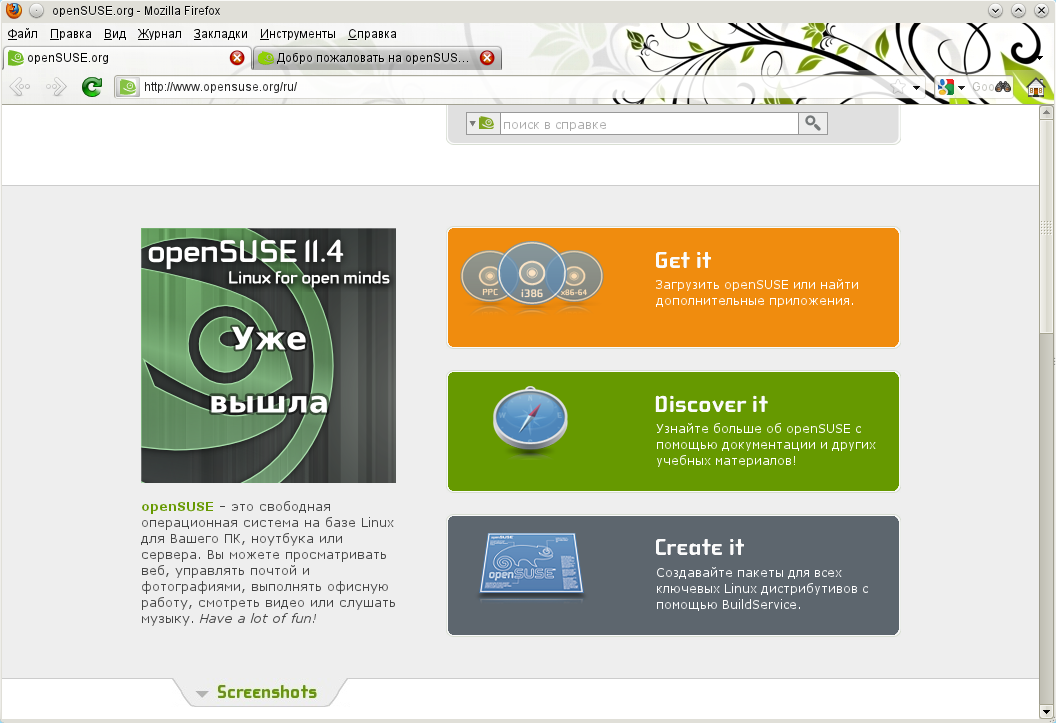 openSUSE.org - Mozilla Firefox
Файл Правка Вид Журнал Закладки Инструменты Справка
openSUSE.org
Добро пожаловать на openSUS...
http://www.opensuse.org/ru/
Goo
поиск в справке
openSUSE 11.4
Linux for open minds
Уже
вышла
openSUSE – это свободная
операционная система на базе Linux
для Вашего ПК, ноутбука или
сервера. Вы можете просматривать
веб, управлять почтой и
фотографиями, выполнять офисную
работу, смотреть видео или слушать
музыку. Have a lot of fun!
PPC i386 x86-64
Get it
Загрузить openSUSE или найти
дополнительные приложения.
Discover it
Узнайте больше об openSUSE с
помощью документации и других
учебных материалов!
openSUSE
Create it
Создавайте пакеты для всех
ключевых Linux дистрибутивов с
помощью BuildService.
Screenshots